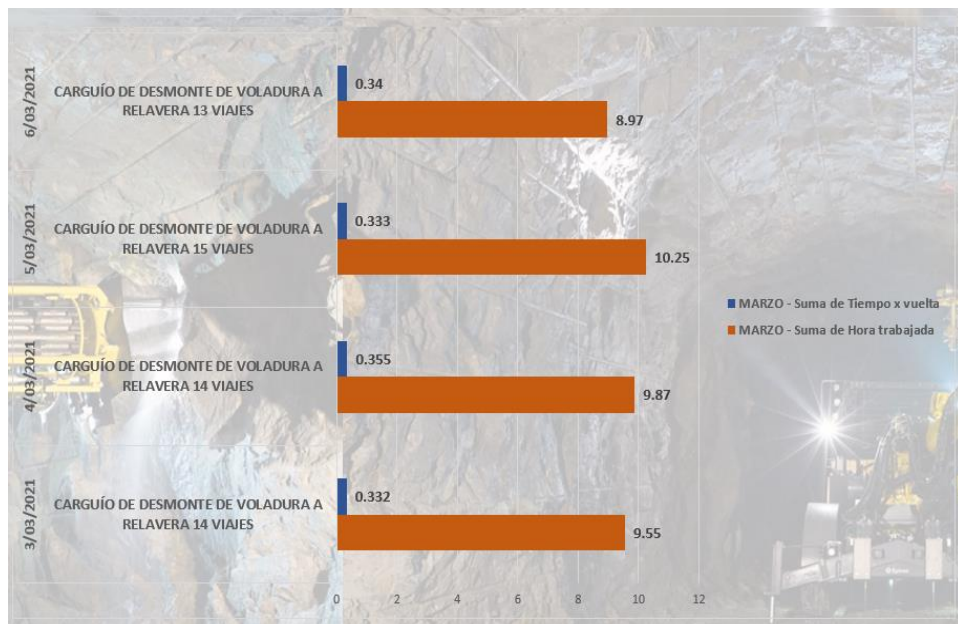 6/03/2021
CARGUÍO DE DESMONTE DE VOLADURA A
RELAVERA 13 VIAJES
0.34
8.97
5/03/2021
CARGUÍO DE DESMONTE DE VOLADURA A
RELAVERA 15 VIAJES
0.333
10.25
MARZO - Suma de Tiempo x vuelta
MARZO - Suma de Hora trabajada
4/03/2021
CARGUÍO DE DESMONTE DE VOLADURA A
RELAVERA 14 VIAJES
0.355
9.87
3/03/2021
CARGUÍO DE DESMONTE DE VOLADURA A
RELAVERA 14 VIAJES
0.332
9.55
0 2 4 6 8 10 12